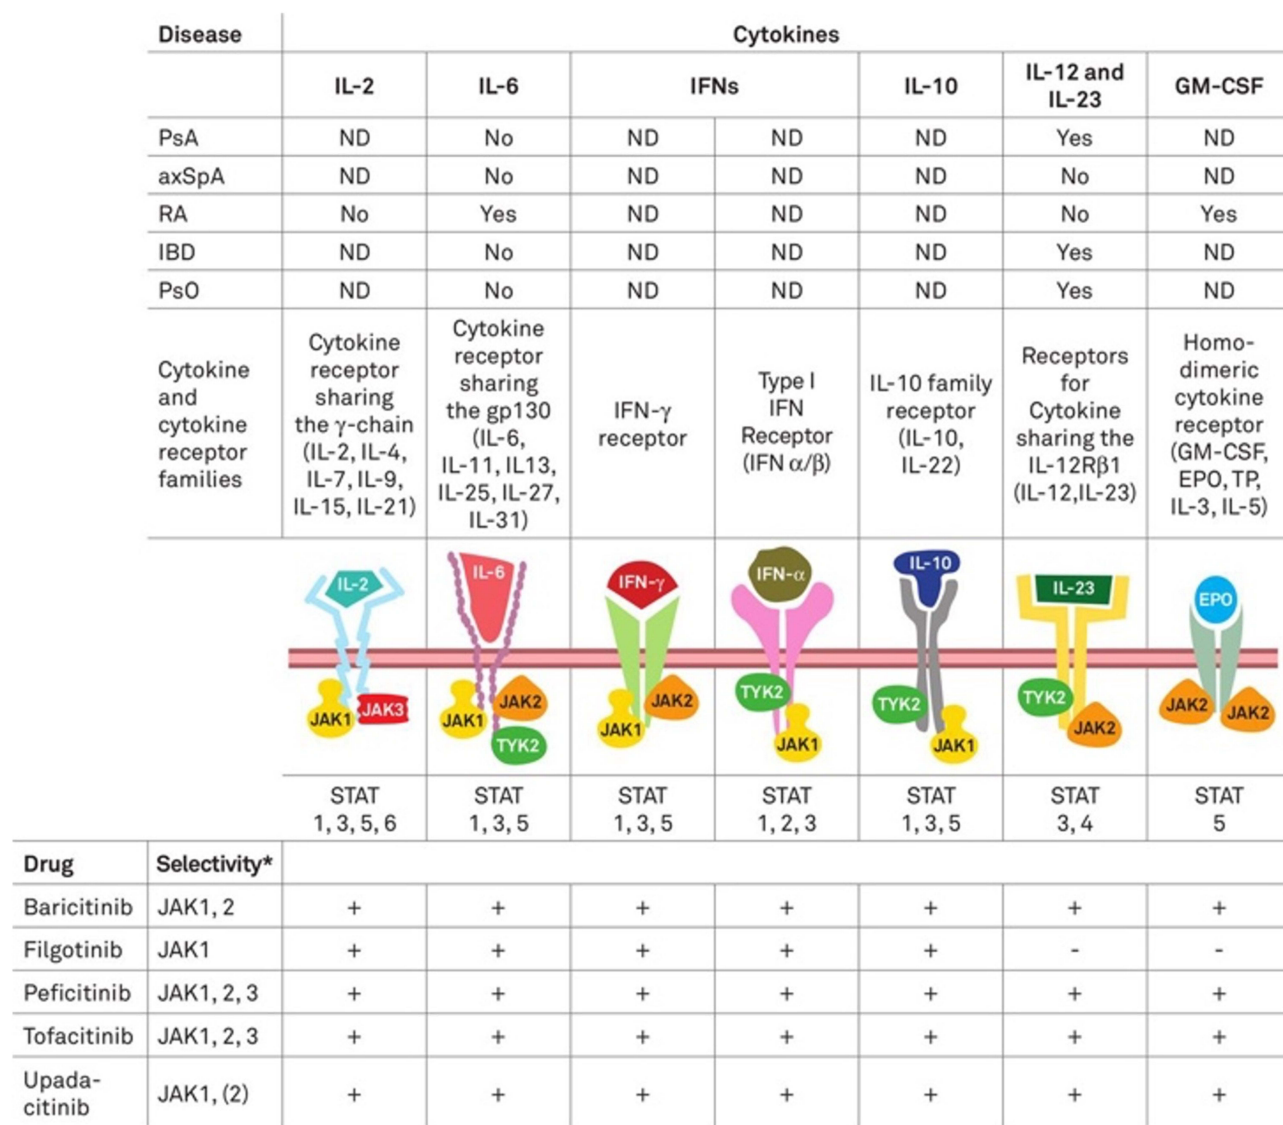 Disease Cytokines
IL-2 IL-6 IFNs IL-10 IL-12 and IL-23 GM-CSF
PsA ND No ND ND ND Yes ND
axSpA ND No ND ND ND No ND
RA No Yes ND ND ND No Yes
IBD ND No ND ND ND Yes ND
PsO ND No ND ND ND Yes ND
Cytokine
and
cytokine
receptor
families
Cytokine
receptor
sharing
the γ-chain
(IL-2, IL-4,
IL-7, IL-9,
IL-15, IL-21)
Cytokine
receptor
sharing
the gp130
(IL-6,
IL-11, IL13,
IL-25, IL-27,
IL-31)
IFN-γ
receptor
Type I
IFN
Receptor
(IFN α/β)
IL-10 family
receptor
(IL-10,
IL-22)
Receptors
for
Cytokine
sharing the
IL-12Rβ1
(IL-12,IL-23)
Homo-
dimeric
cytokine
receptor
(GM-CSF,
EPO, TP,
IL-3, IL-5)
IL-2
JAK1
JAK3
IL-6
JAK1
JAK2
TYK2
IFN-γ
JAK1
JAK2
IFN-α
TYK2
JAK1
IL-10
TYK2
JAK1
IL-23
TYK2
JAK2
EPO
JAK2
JAK2
STAT
1, 3, 5, 6
STAT
1, 3, 5
STAT
1, 3, 5
STAT
1, 2, 3
STAT
1, 3, 5
STAT
3, 4
STAT
5
Drug Selectivity*
Baricitinib JAK1, 2 + + + + + + +
Filgotinib JAK1 + + + + + - -
Peficitinib JAK1, 2, 3 + + + + + + +
Tofacitinib JAK1, 2, 3 + + + + + + +
Upada-
citinib
JAK1, (2) + + + + + + +